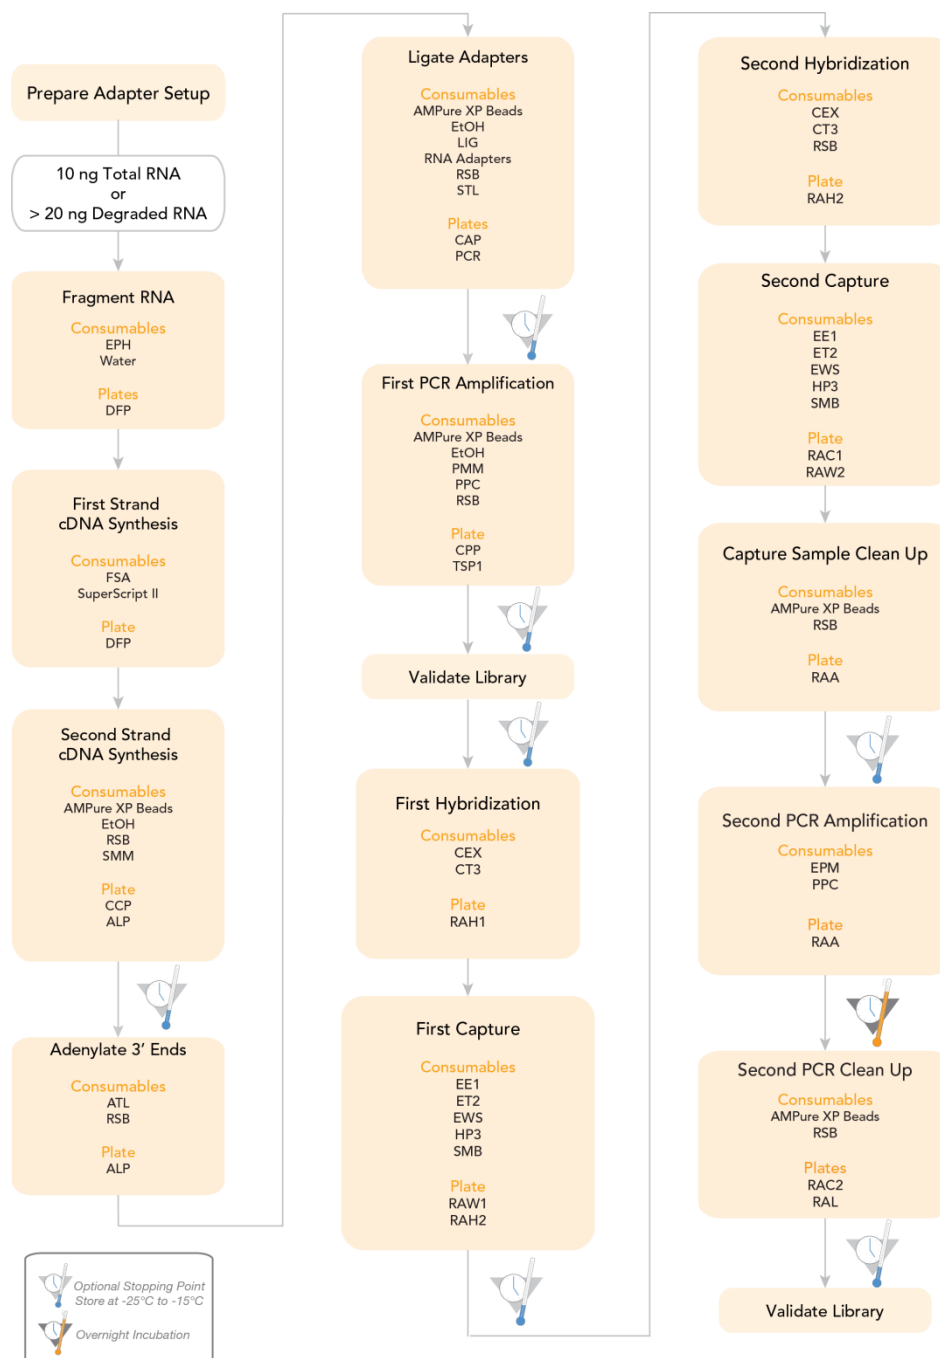 Prepare Adapter Setup
10 ng Total RNA
or
> 20 ng Degraded RNA
Fragment RNA
Consumables
EPH
Water
Plates
DFP
First Strand
cDNA Synthesis
Consumables
FSA
SuperScript II
Plate
DFP
Second Strand
cDNA Synthesis
Consumables
AMPure XP Beads
EtOH
RSB
SMM
Plate
CCP
ALP
Adenylate 3’ Ends
Consumables
ATL
RSB
Plate
ALP
Ligate Adapters
Consumables
AMPure XP Beads
EtOH
LIG
RNA Adapters
RSB
STL
Plates
CAP
PCR
First PCR Amplification
Consumables
AMPure XP Beads
EtOH
PMM
PPC
RSB
Plate
CPP
TSP1
Validate Library
First Hybridization
Consumables
CEX
CT3
Plate
RAH1
First Capture
Consumables
EE1
ET2
EWS
HP3
SMB
Plate
RAW1
RAH2
Second Hybridization
Consumables
CEX
CT3
RSB
Plate
RAH2
Second Capture
Consumables
EE1
ET2
EWS
HP3
SMB
Plate
RAC1
RAW2
Capture Sample Clean Up
Consumables
AMPure XP Beads
RSB
Plate
RAA
Second PCR Amplification
Consumables
EPM
PPC
Plate
RAA
Second PCR Clean Up
Consumables
AMPure XP Beads
RSB
Plates
RAC2
RAL
Validate Library
Optional Stopping Point
Store at -25°C to -15°C
Overnight Incubation